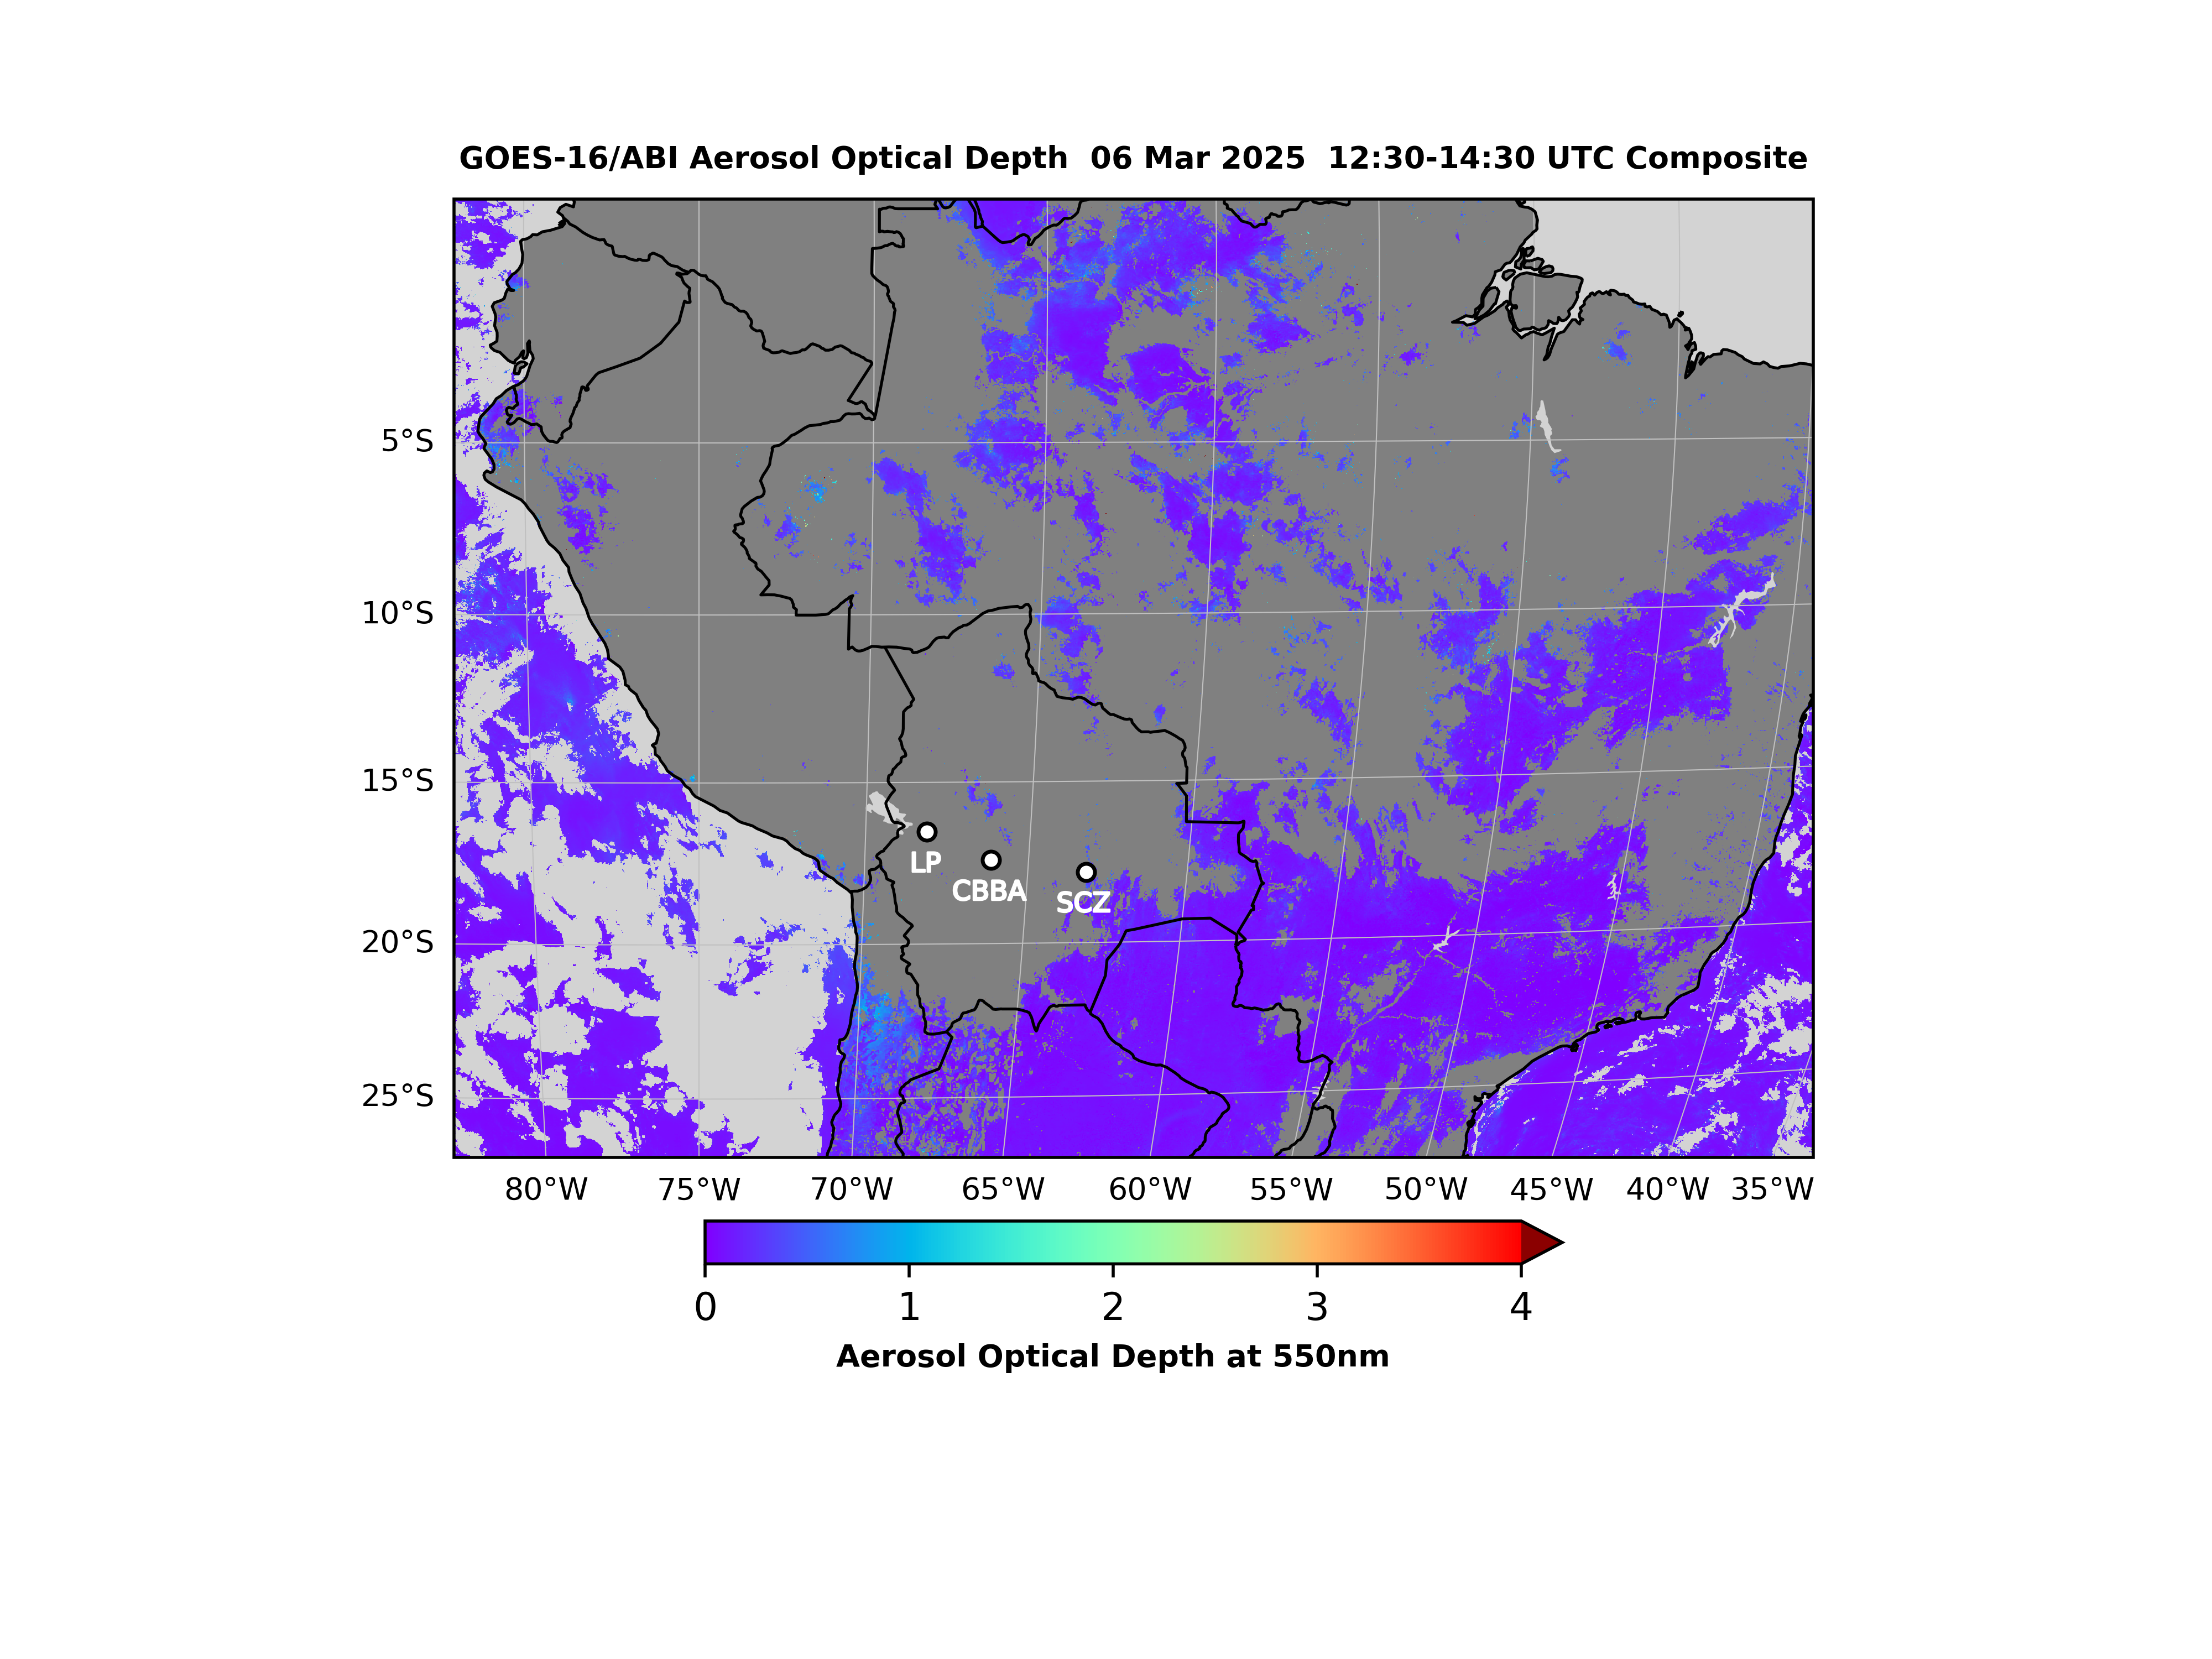 GOES-16/ABI Aerosol Optical Depth  06 Mar 2025  12:30-14:30 UTC Composite
5°S
10°S
15°S
LP
CBBA
SCZ
20°S
25°S
80°W 75°W 70°W 65°W 60°W 55°W 50°W 45°W 40°W 35°W
0 1 2 3 4
Aerosol Optical Depth at 550nm